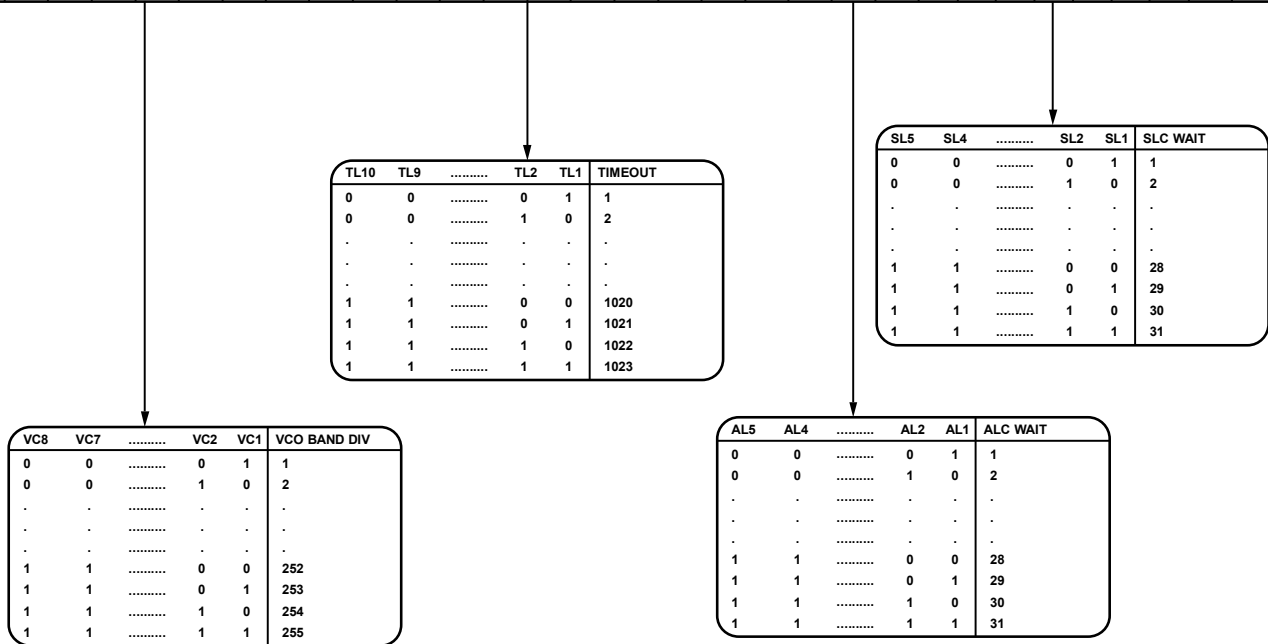 SL5 SL4 .......... SL2 SL1 SLC WAIT
0 0 .......... 0 1 1
0 0 .......... 1 0 2
. . .......... . . .
. . .......... . . .
. . .......... . . .
1 1 .......... 0 0 28
1 1 .......... 0 1 29
1 1 .......... 1 0 30
1 1 .......... 1 1 31
TL10 TL9 .......... TL2 TL1 TIMEOUT
0 0 .......... 0 1 1
0 0 .......... 1 0 2
. . .......... . . .
. . .......... . . .
. . .......... . . .
1 1 .......... 0 0 1020
1 1 .......... 0 1 1021
1 1 .......... 1 0 1022
1 1 .......... 1 1 1023
VC8 VC7 .......... VC2 VC1 VCO BAND DIV
0 0 .......... 0 1 1
0 0 .......... 1 0 2
. . .......... . . .
. . .......... . . .
. . .......... . . .
1 1 .......... 0 0 252
1 1 .......... 0 1 253
1 1 .......... 1 0 254
1 1 .......... 1 1 255
AL5 AL4 .......... AL2 AL1 ALC WAIT
0 0 .......... 0 1 1
0 0 .......... 1 0 2
. . .......... . . .
. . .......... . . .
. . .......... . . .
1 1 .......... 0 0 28
1 1 .......... 0 1 29
1 1 .......... 1 0 30
1 1 .......... 1 1 31